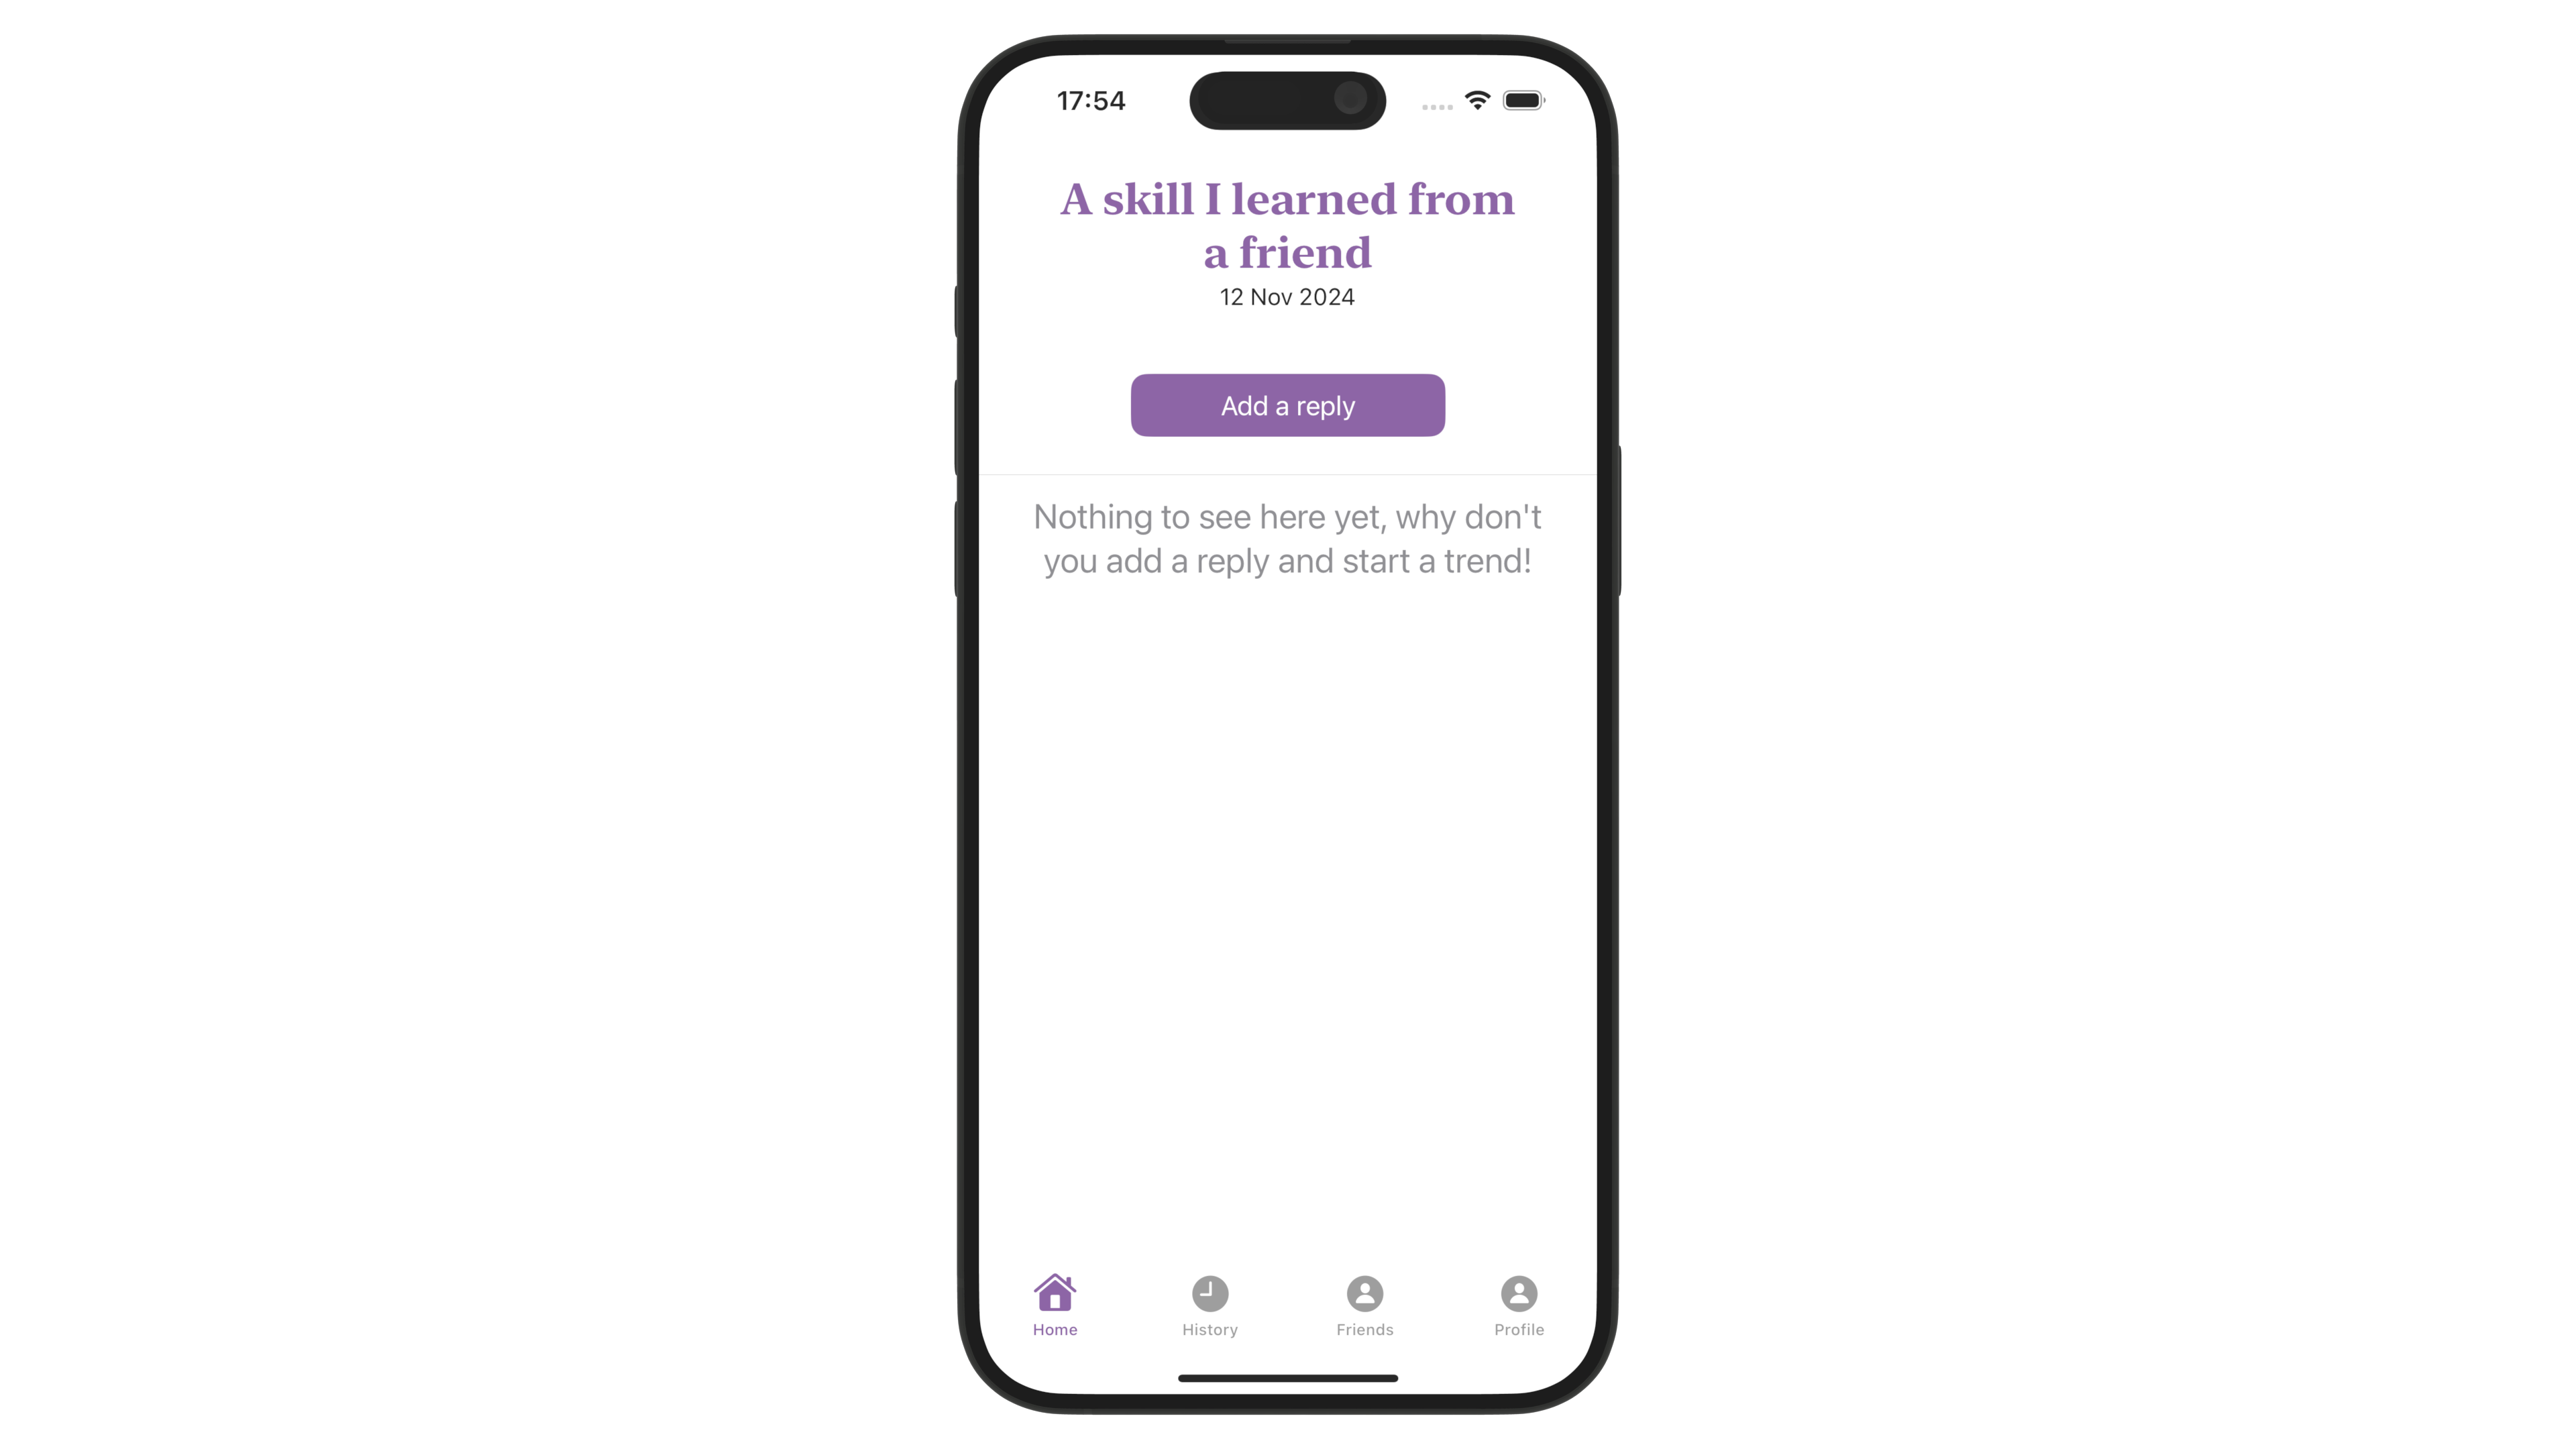 17:54
A skill I learned from
a friend
12 Nov 2024
Add a reply
Nothing to see here yet, why don't
you add a reply and start a trend!
Home
History
Friends
Profile